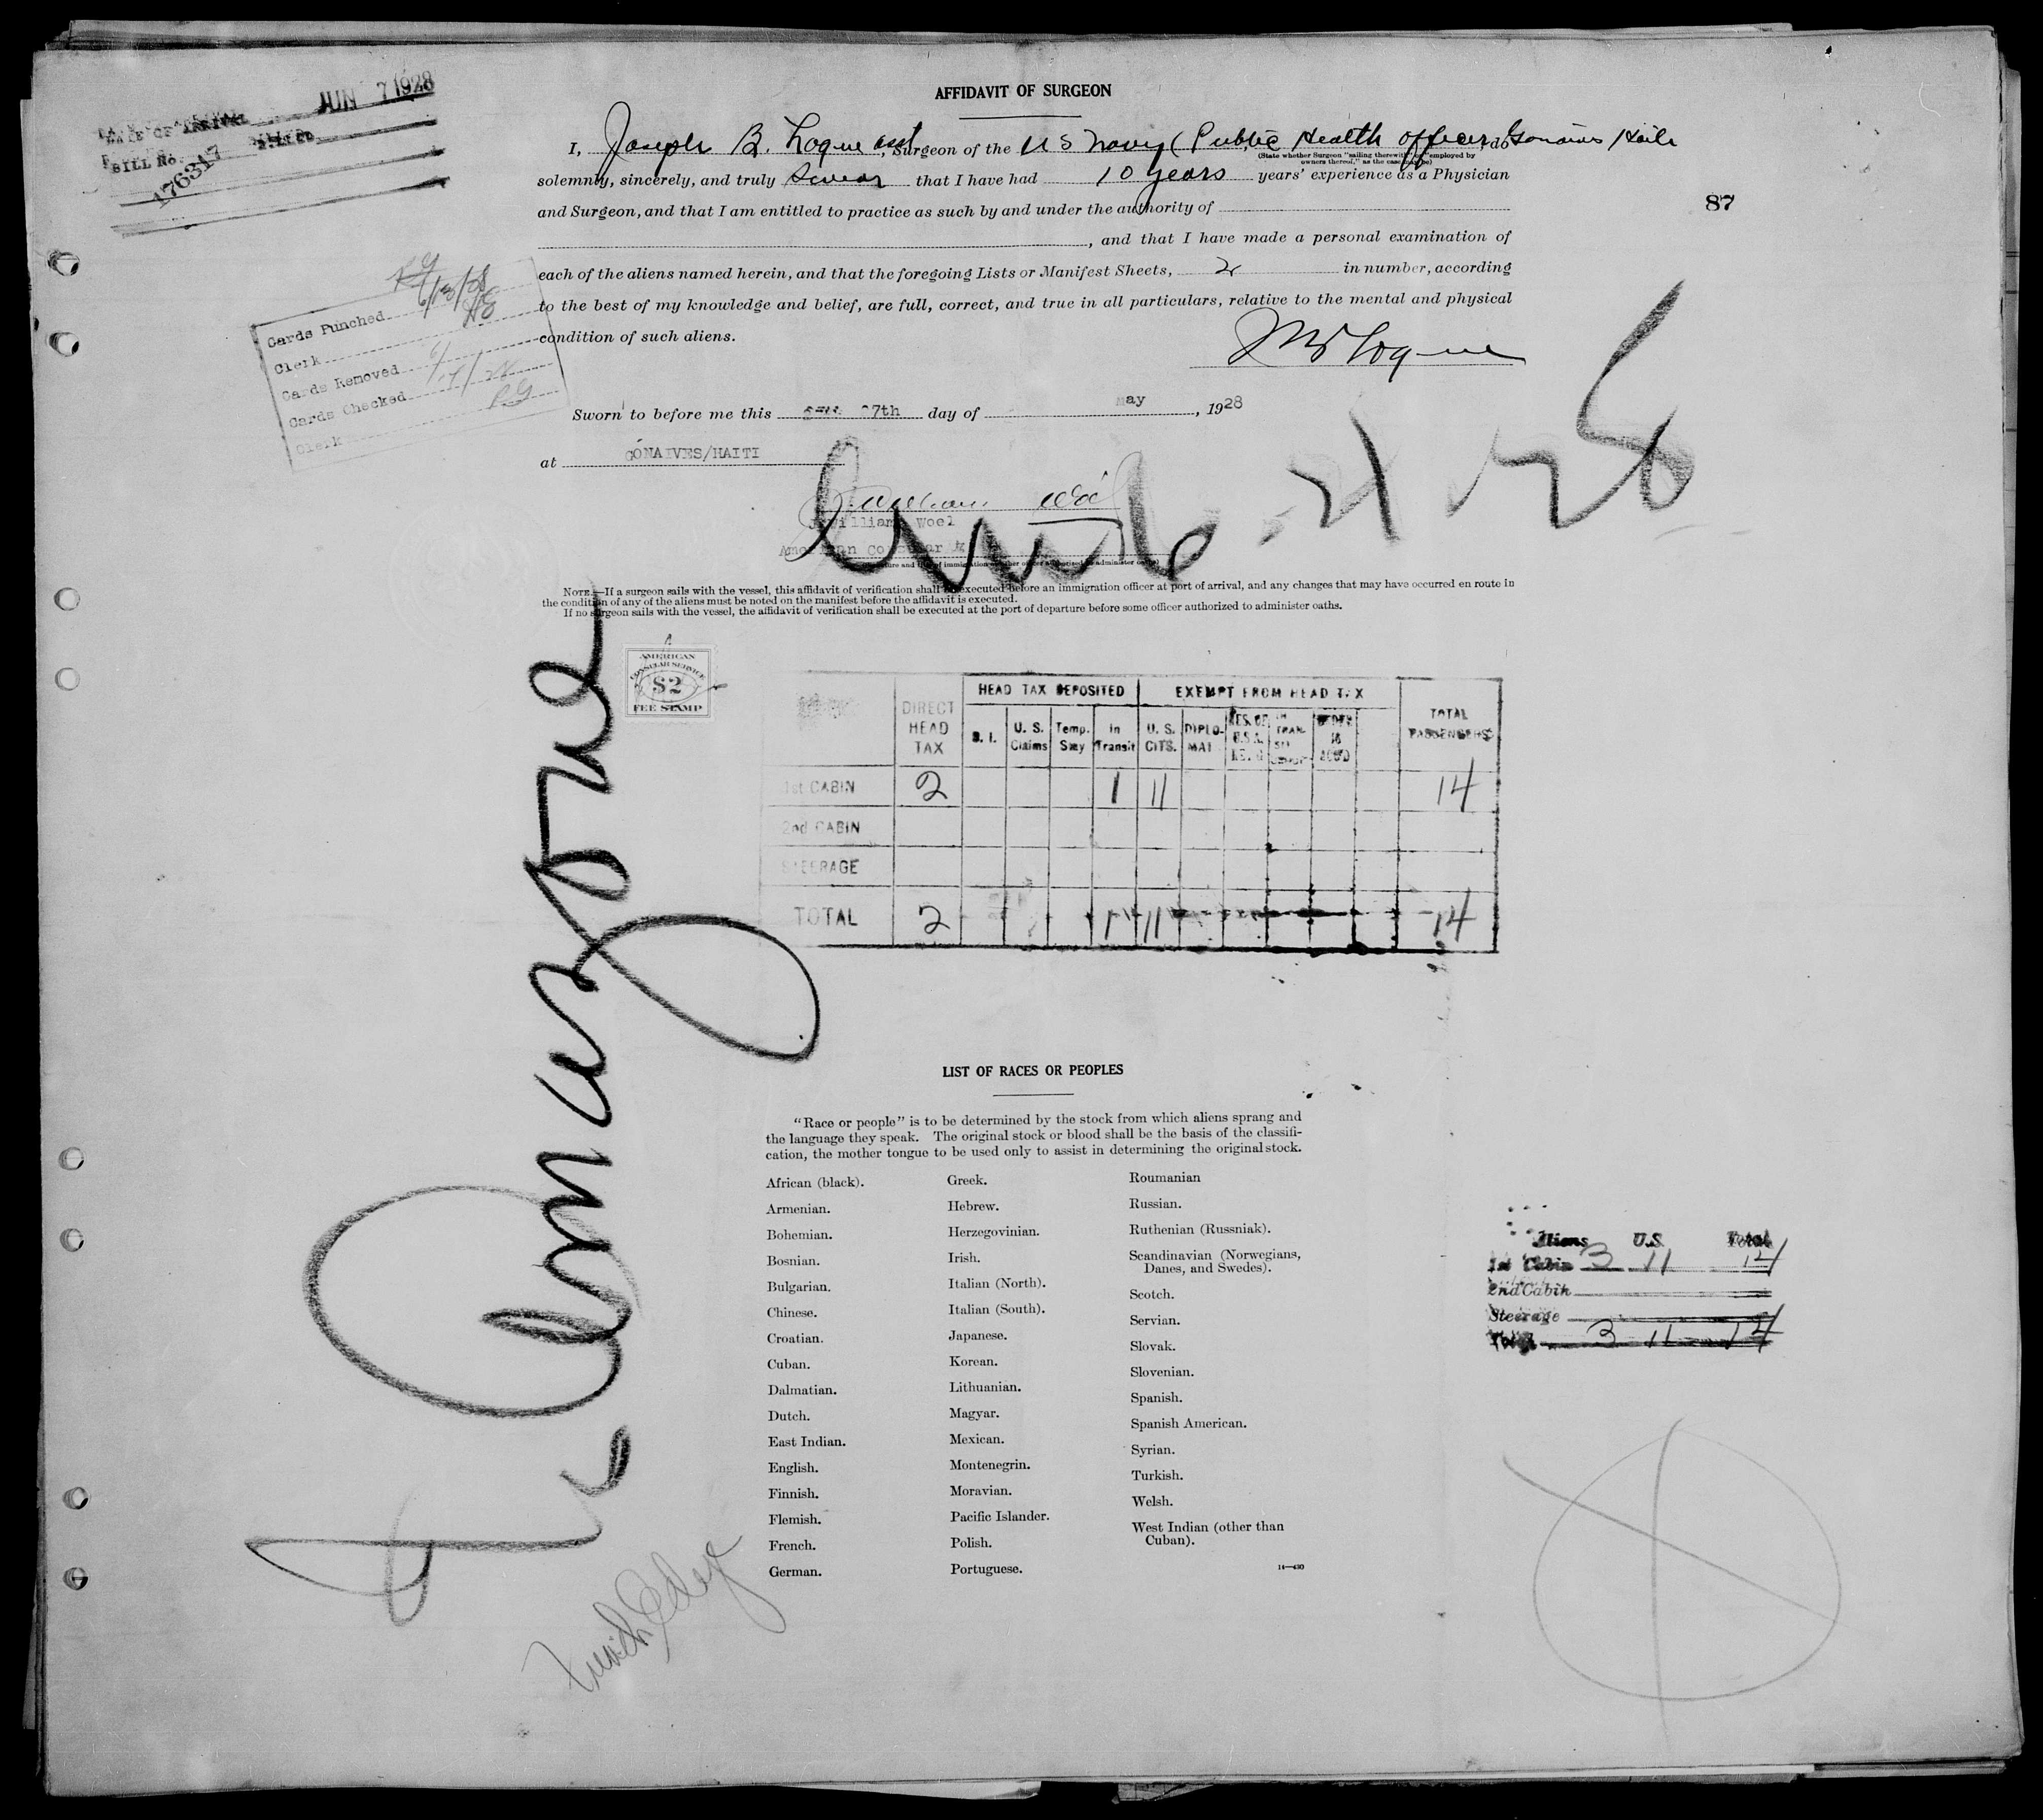 JUN 7 1928
DATE OF ARRIVAL
BILL No.
176317
AFFIDAVIT OF SURGEON
I, Joseph B. Logue asst, Surgeon of the U S Navy (Public Health Officer, do Gonaives Haiti
(State whether Surgeon "sailing therewith" or "employed by
owners thereof," as the case may be)
solemnly, sincerely, and truly swear that I have had 10 years years' experience as a Physician
and Surgeon, and that I am entitled to practice as such by and under the authority of
, and that I have made a personal examination of
each of the aliens named herein, and that the foregoing Lists or Manifest Sheets, 2 in number, according
to the best of my knowledge and belief, are full, correct, and true in all particulars, relative to the mental and physical
condition of such aliens.
87
Cards Punched
Clerk
Cards Removed
Cards Checked
Clerk
JB Logue
Sworn to before me this 27th day of May, 1928
at GONAIVES/HAITI
J. William Woel
American Consular
NOTE.—If a surgeon sails with the vessel, this affidavit of verification shall be executed before an immigration officer at port of arrival, and any changes that may have occurred en route in
the condition of any of the aliens must be noted on the manifest before the affidavit is executed.
If no surgeon sails with the vessel, the affidavit of verification shall be executed at the port of departure before some officer authorized to administer oaths.
AMERICAN
CONSULAR SERVICE
$2
FEE STAMP
DIRECT HEAD TAX
HEAD TAX DEPOSITED
EXEMPT FROM HEAD TAX
TOTAL PASSENGERS
S. I. U. S. Claims Temp. Stay In Transit U. S. CITS. DIPLOMAT
1st CABIN 2 1 11 14
2nd CABIN
STEERAGE
TOTAL 2 1 11 14
Amazone
LIST OF RACES OR PEOPLES
"Race or people" is to be determined by the stock from which aliens sprang and
the language they speak. The original stock or blood shall be the basis of the classifi-
cation, the mother tongue to be used only to assist in determining the original stock.
African (black).
Armenian.
Bohemian.
Bosnian.
Bulgarian.
Chinese.
Croatian.
Cuban.
Dalmatian.
Dutch.
East Indian.
English.
Finnish.
Flemish.
French.
German.
Greek.
Hebrew.
Herzegovinian.
Irish.
Italian (North).
Italian (South).
Japanese.
Korean.
Lithuanian.
Magyar.
Mexican.
Montenegrin.
Moravian.
Pacific Islander.
Polish.
Portuguese.
Roumanian
Russian.
Ruthenian (Russniak).
Scandinavian (Norwegians,
Danes, and Swedes).
Scotch.
Servian.
Slovak.
Slovenian.
Spanish.
Spanish American.
Syrian.
Turkish.
Welsh.
West Indian (other than
Cuban).
14—430
Aliens U.S. Total
1st Cabin 3 11 14
2nd Cabin
Steerage
Total 3 11 14